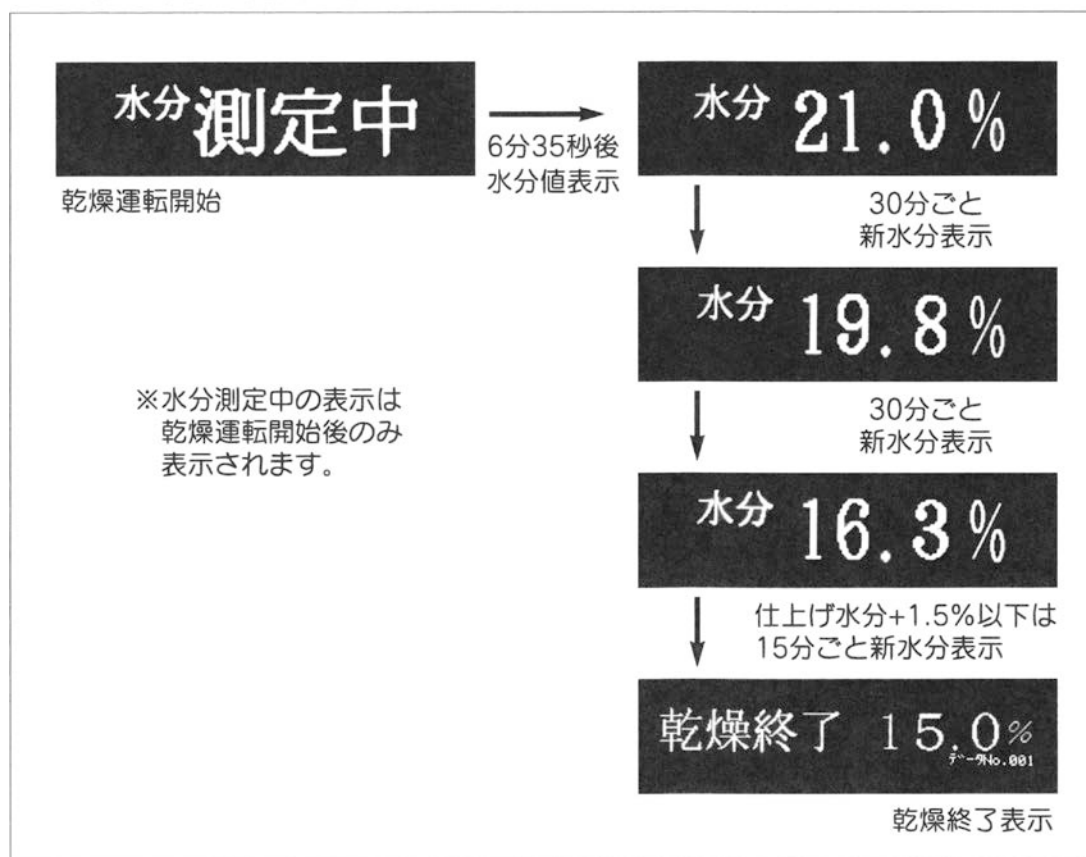 水分 測定中
乾燥運転開始
6分35秒後
水分値表示
水分 21.0%
30分ごと
新水分表示
水分 19.8%
30分ごと
新水分表示
※水分測定中の表示は
乾燥運転開始後のみ
表示されます。
水分 16.3%
仕上げ水分+1.5%以下は
15分ごと新水分表示
乾燥終了 15.0%
データNo.001
乾燥終了表示